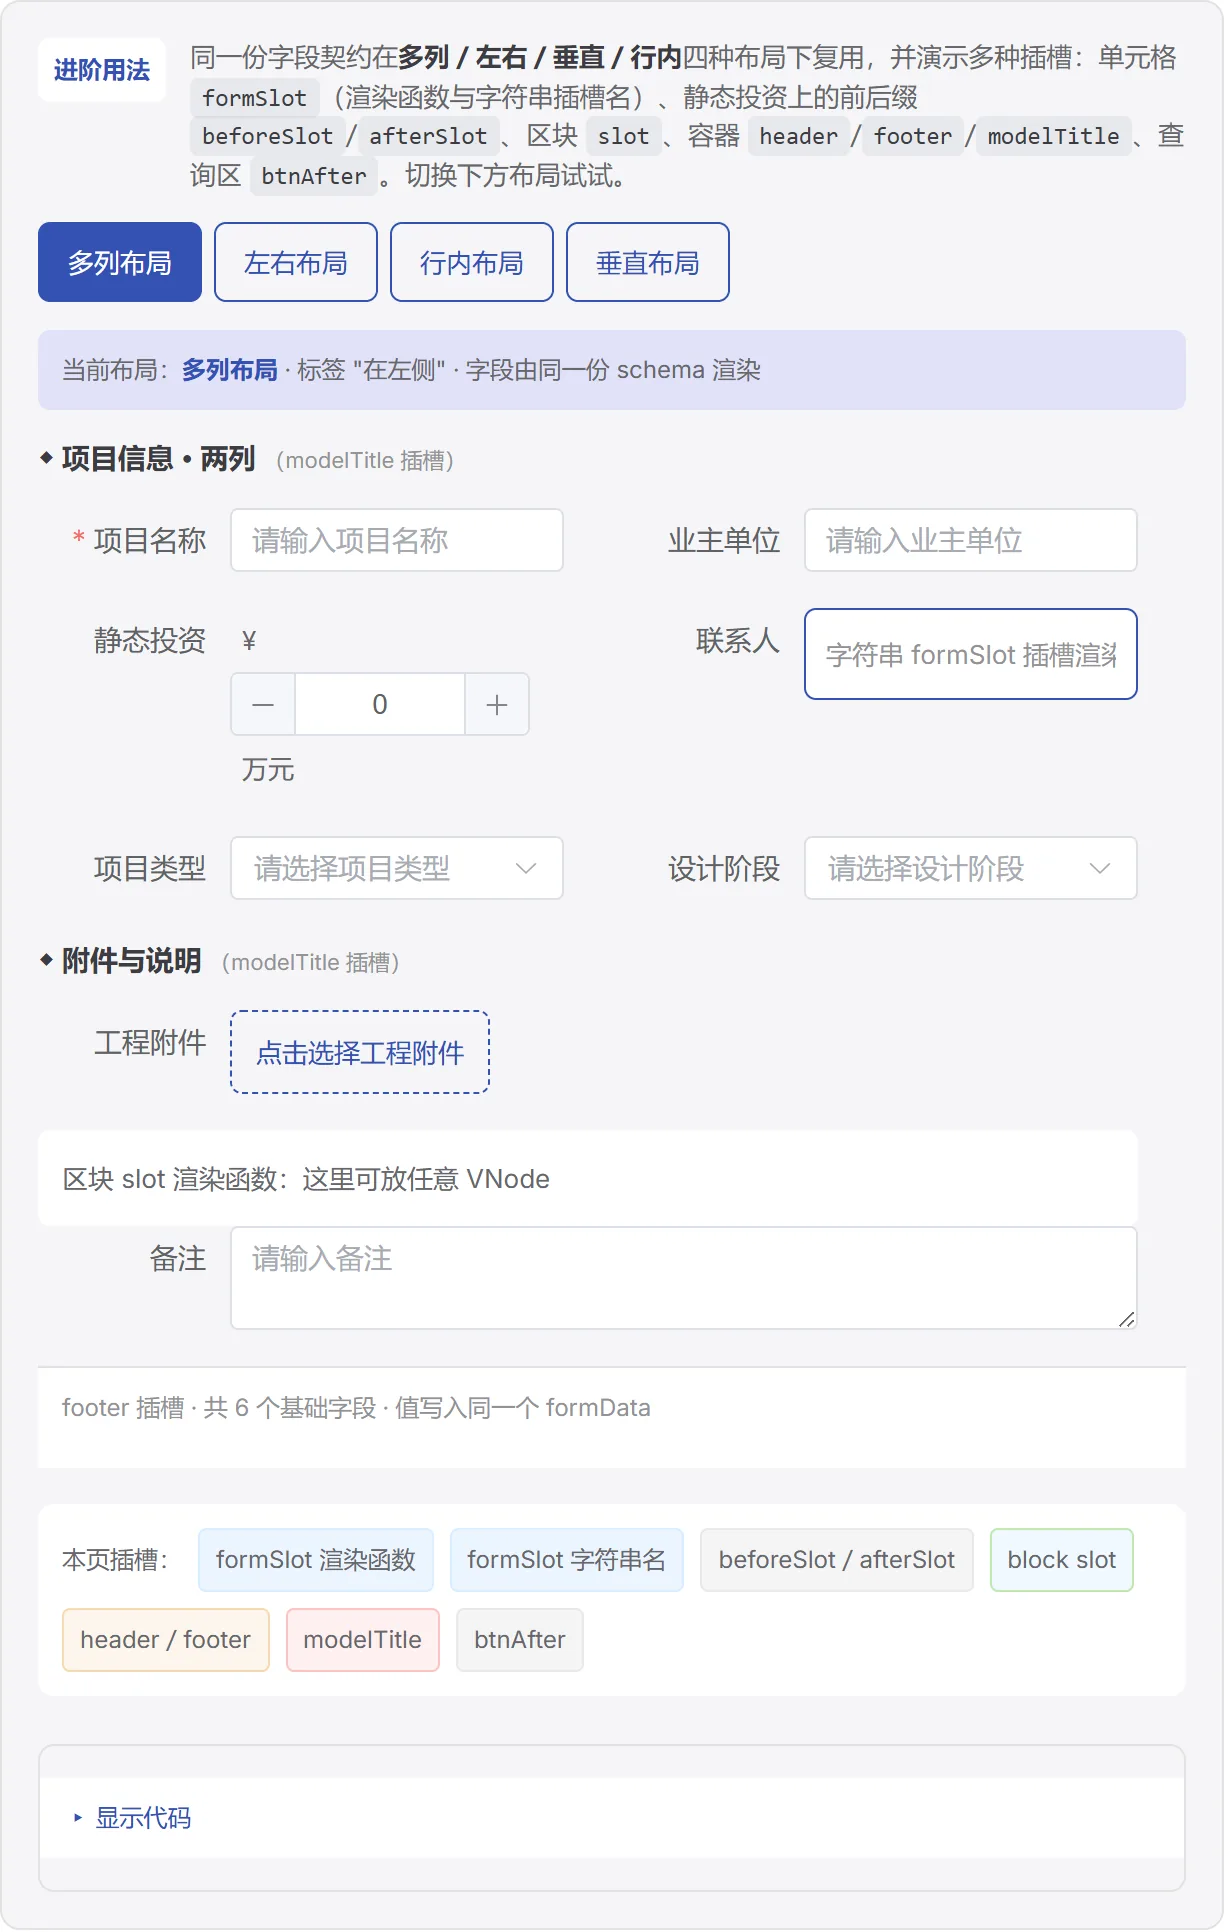 进阶用法
同一份字段契约在多列 / 左右 / 垂直 / 行内四种布局下复用，并演示多种插槽：单元格
formSlot （渲染函数与字符串插槽名）、静态投资上的前后缀
beforeSlot / afterSlot 、区块 slot 、容器 header / footer / modelTitle 、查
询区 btnAfter 。切换下方布局试试。
多列布局 左右布局 行内布局 垂直布局
当前布局：多列布局 · 标签 "在左侧" · 字段由同一份 schema 渲染
◆ 项目信息 • 两列 （modelTitle 插槽）
* 项目名称 请输入项目名称 业主单位 请输入业主单位
静态投资 ¥ 联系人 字符串 formSlot 插槽渲
0
万元
项目类型 请选择项目类型 设计阶段 请选择设计阶段
◆ 附件与说明 （modelTitle 插槽）
工程附件 点击选择工程附件
区块 slot 渲染函数：这里可放任意 VNode
备注 请输入备注
footer 插槽 · 共 6 个基础字段 · 值写入同一个 formData
本页插槽： formSlot 渲染函数 formSlot 字符串名 beforeSlot / afterSlot block slot
header / footer modelTitle btnAfter
显示代码